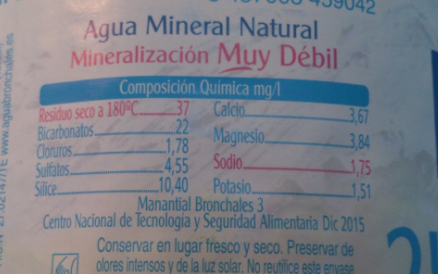 Agua Mineral Natural
Mineralización Muy Débil
Composición Química mg/l
Residuo seco a 180ºC 37
Bicarbonatos 22
Cloruros 1,78
Sulfatos 4,55
Sílice 10,40
Calcio 3,67
Magnesio 3,84
Sodio 1,75
Potasio 1,51
Manantial Bronchales 3
Centro Nacional de Tecnología y Seguridad Alimentaria Dic 2015
Conservar en lugar fresco y seco. Preservar de
olores intensos y de la luz solar. No reutilice este envase
www.aguabronchales.es